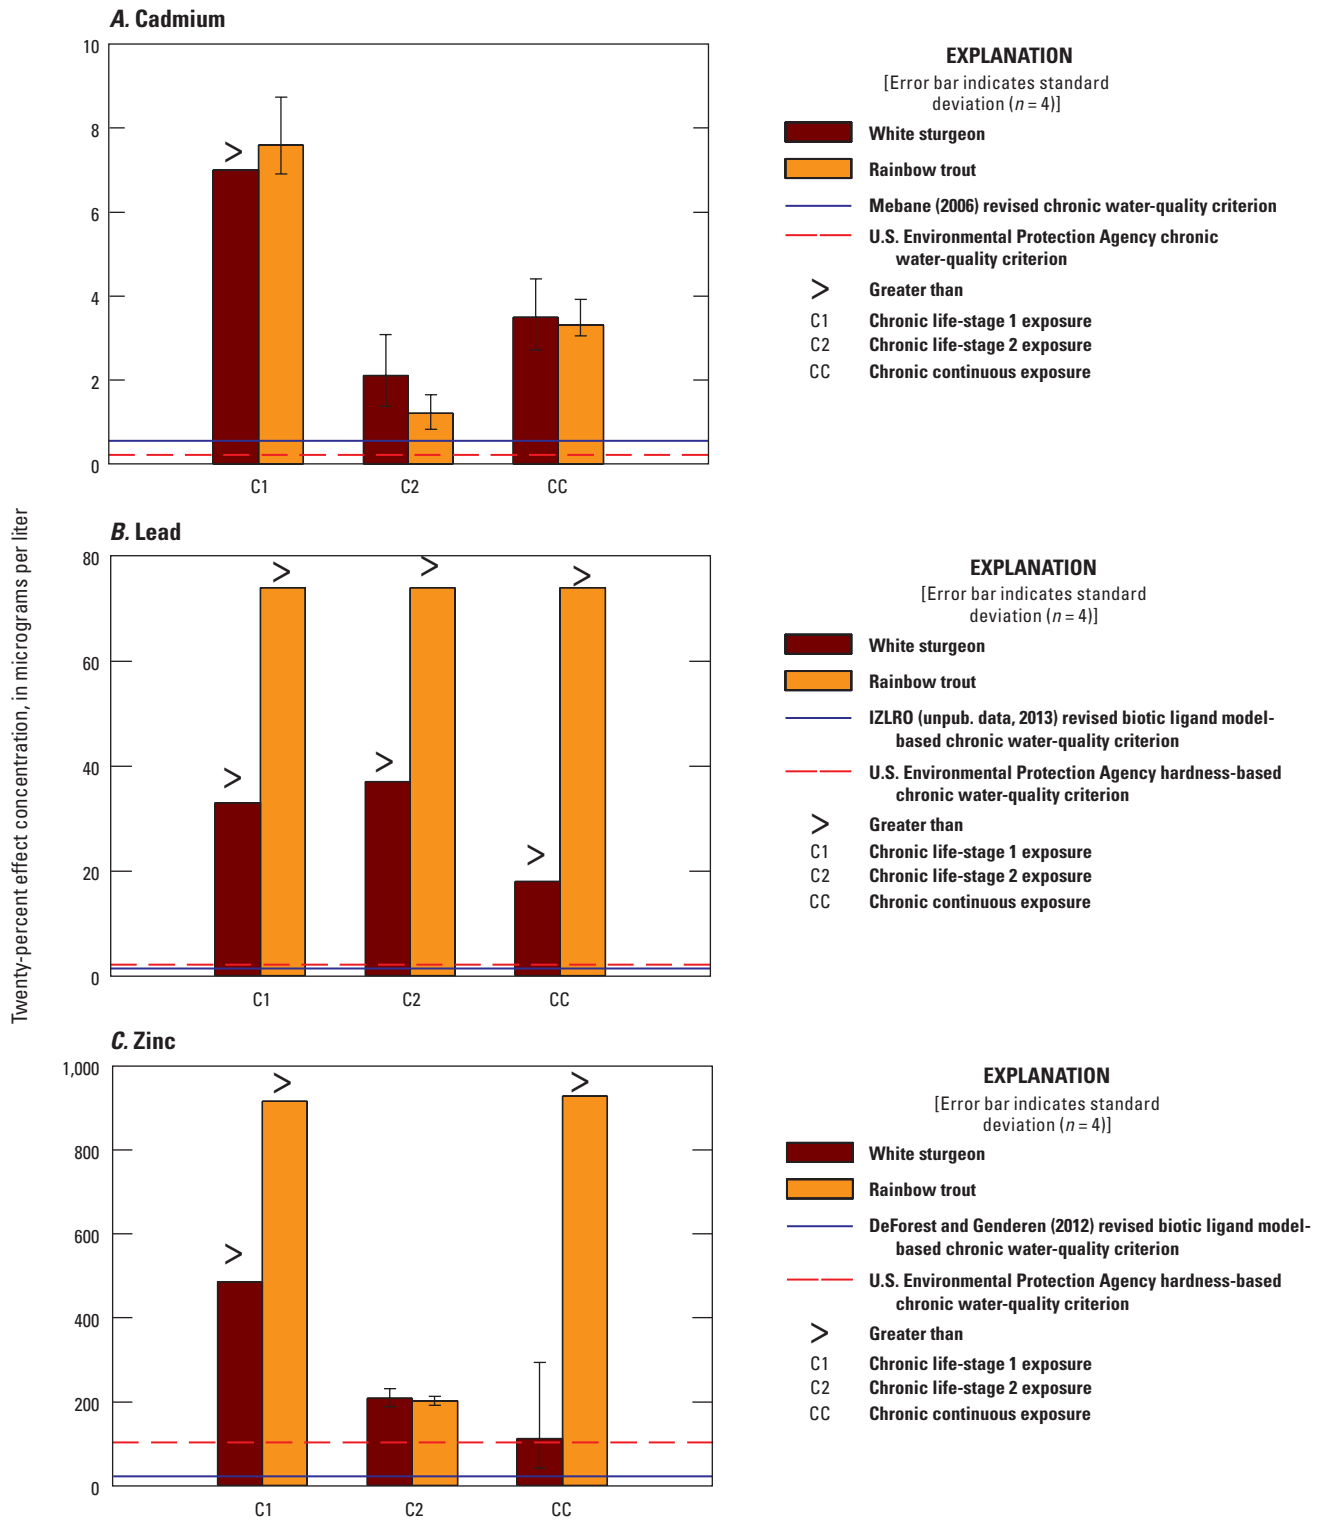 A. Cadmium
10
8
6
4
2
0
>
C1
C2
CC
EXPLANATION
[Error bar indicates standard
deviation (n = 4)]
White sturgeon
Rainbow trout
Mebane (2006) revised chronic water-quality criterion
U.S. Environmental Protection Agency chronic
water-quality criterion
> Greater than
C1 Chronic life-stage 1 exposure
C2 Chronic life-stage 2 exposure
CC Chronic continuous exposure
Twenty-percent effect concentration, in micrograms per liter
B. Lead
80
60
40
20
0
>
>
>
>
>
>
C1
C2
CC
EXPLANATION
[Error bar indicates standard
deviation (n = 4)]
White sturgeon
Rainbow trout
IZLRO (unpub. data, 2013) revised biotic ligand model-
based chronic water-quality criterion
U.S. Environmental Protection Agency hardness-based
chronic water-quality criterion
> Greater than
C1 Chronic life-stage 1 exposure
C2 Chronic life-stage 2 exposure
CC Chronic continuous exposure
C. Zinc
1,000
800
600
400
200
0
>
>
>
C1
C2
CC
EXPLANATION
[Error bar indicates standard
deviation (n = 4)]
White sturgeon
Rainbow trout
DeForest and Genderen (2012) revised biotic ligand model-
based chronic water-quality criterion
U.S. Environmental Protection Agency hardness-based
chronic water-quality criterion
> Greater than
C1 Chronic life-stage 1 exposure
C2 Chronic life-stage 2 exposure
CC Chronic continuous exposure